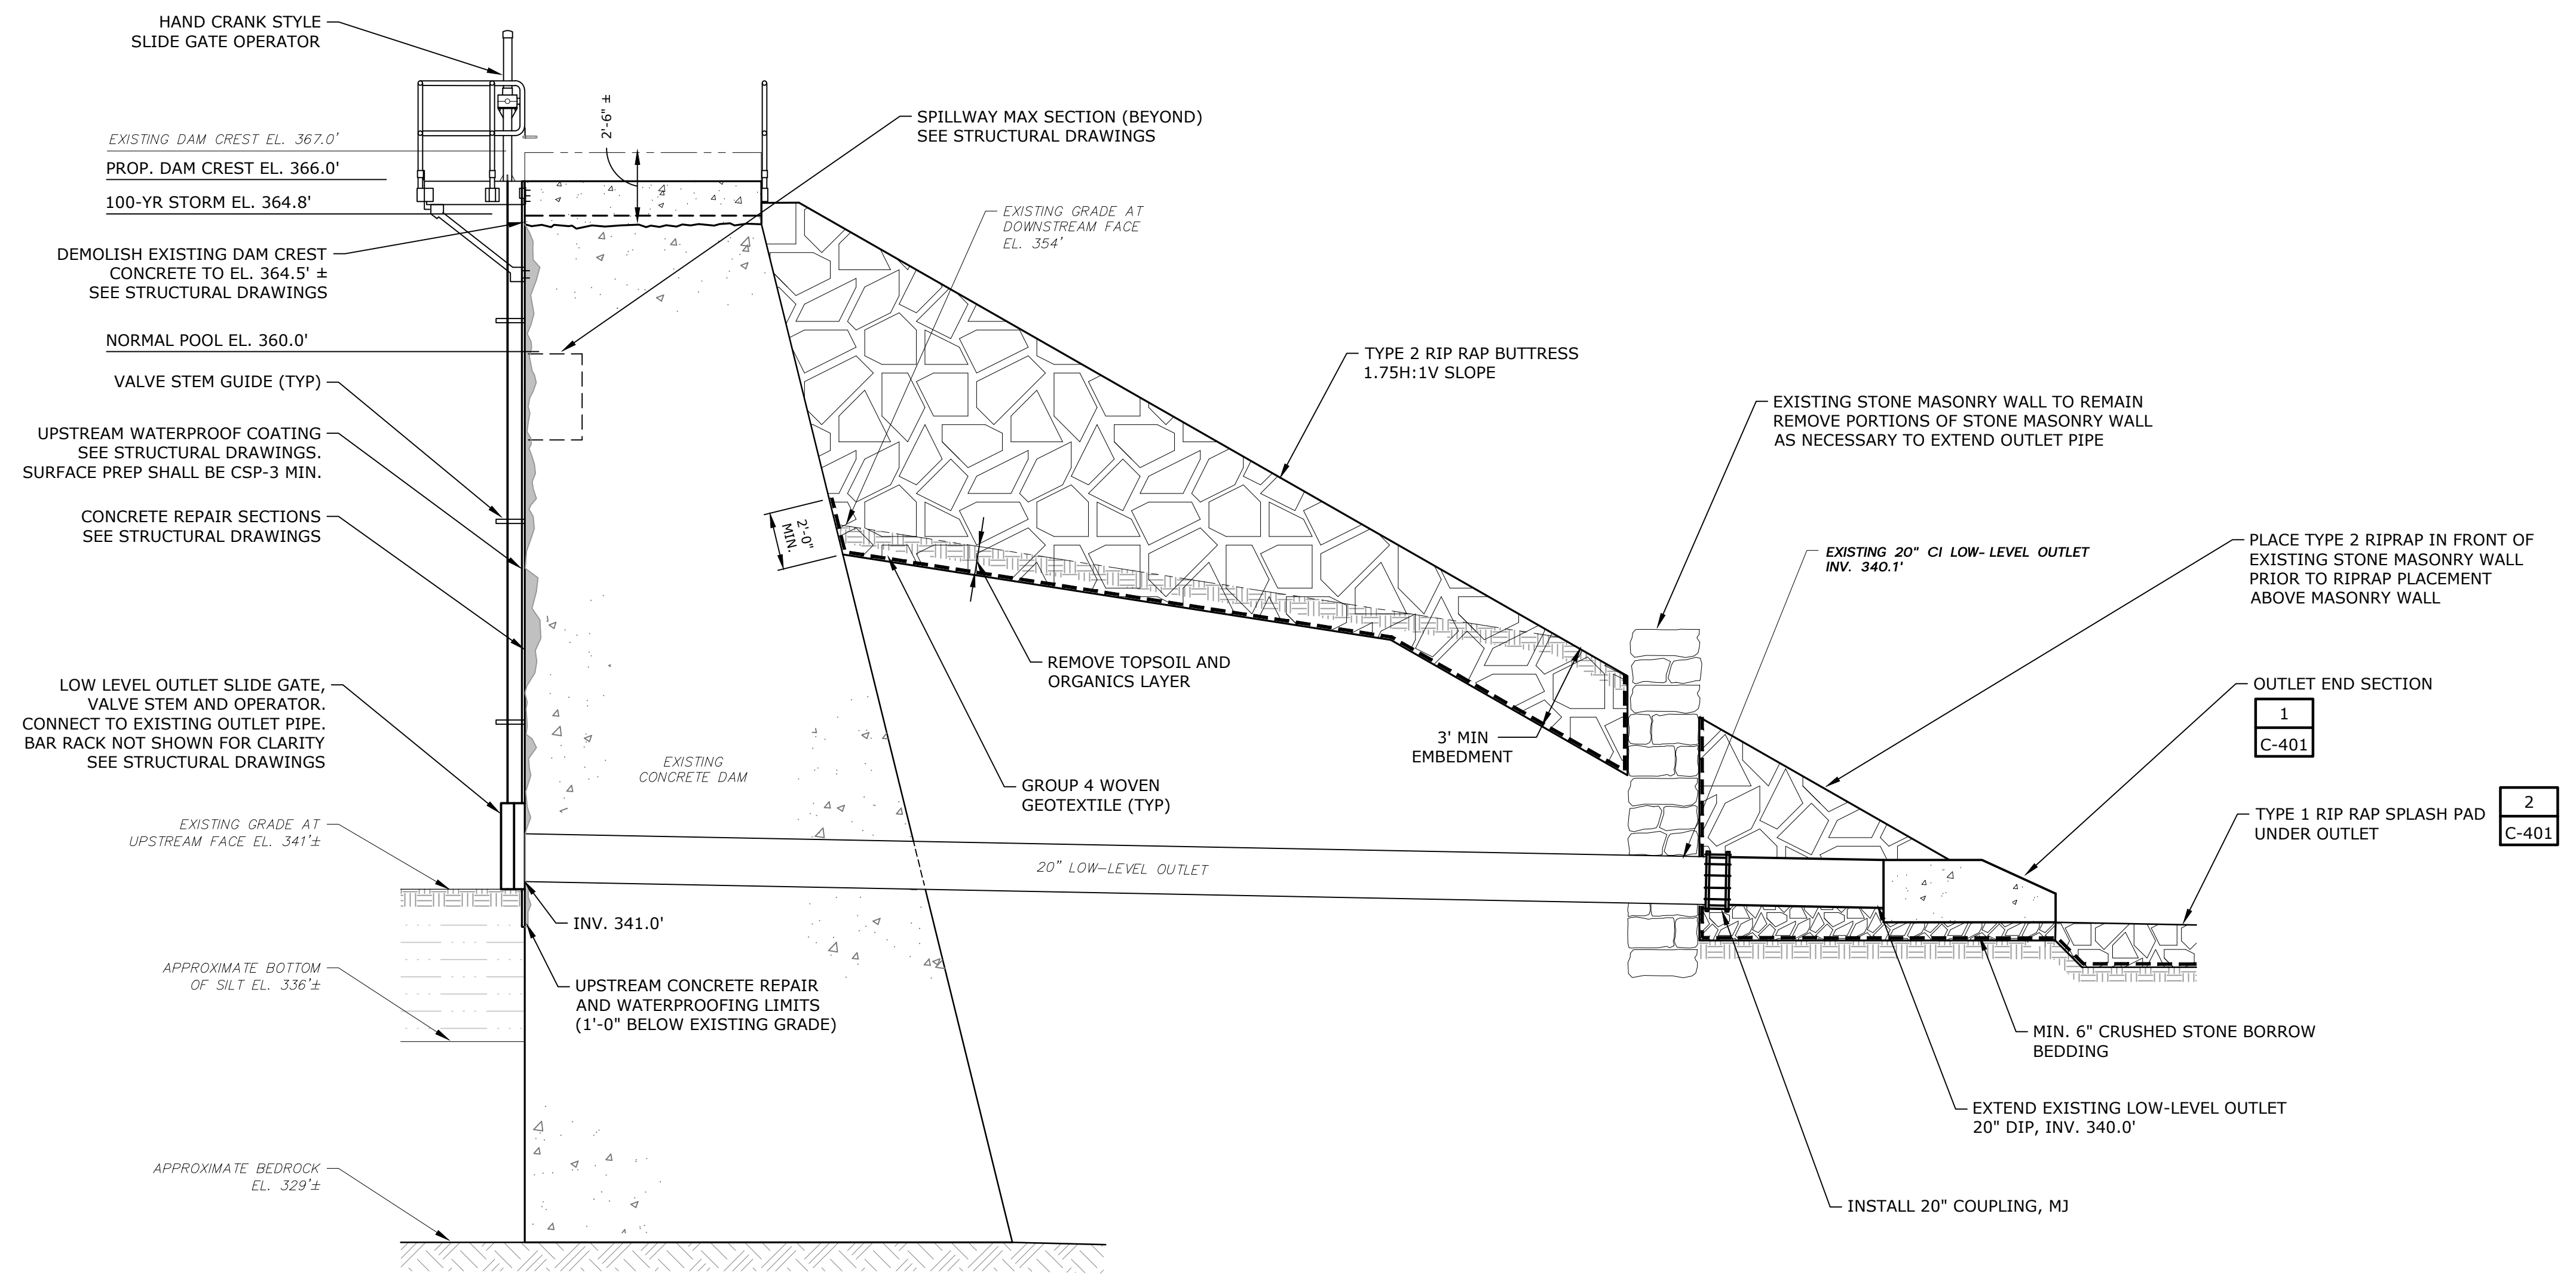 HAND CRANK STYLE
SLIDE GATE OPERATOR
EXISTING DAM CREST EL. 367.0'
PROP. DAM CREST EL. 366.0'
100-YR STORM EL. 364.8'
DEMOLISH EXISTING DAM CREST
CONCRETE TO EL. 364.5' ±
SEE STRUCTURAL DRAWINGS
NORMAL POOL EL. 360.0'
VALVE STEM GUIDE (TYP)
UPSTREAM WATERPROOF COATING
SEE STRUCTURAL DRAWINGS.
SURFACE PREP SHALL BE CSP-3 MIN.
CONCRETE REPAIR SECTIONS
SEE STRUCTURAL DRAWINGS
LOW LEVEL OUTLET SLIDE GATE,
VALVE STEM AND OPERATOR.
CONNECT TO EXISTING OUTLET PIPE.
BAR RACK NOT SHOWN FOR CLARITY
SEE STRUCTURAL DRAWINGS
EXISTING GRADE AT
UPSTREAM FACE EL. 341'±
APPROXIMATE BOTTOM
OF SILT EL. 336'±
APPROXIMATE BEDROCK
EL. 329'±
2'-6" ±
SPILLWAY MAX SECTION (BEYOND)
SEE STRUCTURAL DRAWINGS
EXISTING GRADE AT
DOWNSTREAM FACE
EL. 354'
2'-0"
MIN.
TYPE 2 RIP RAP BUTTRESS
1.75H:1V SLOPE
REMOVE TOPSOIL AND
ORGANICS LAYER
GROUP 4 WOVEN
GEOTEXTILE (TYP)
EXISTING
CONCRETE DAM
20" LOW-LEVEL OUTLET
INV. 341.0'
UPSTREAM CONCRETE REPAIR
AND WATERPROOFING LIMITS
(1'-0" BELOW EXISTING GRADE)
3' MIN
EMBEDMENT
EXISTING STONE MASONRY WALL TO REMAIN
REMOVE PORTIONS OF STONE MASONRY WALL
AS NECESSARY TO EXTEND OUTLET PIPE
EXISTING 20" CI LOW- LEVEL OUTLET
INV. 340.1'
PLACE TYPE 2 RIPRAP IN FRONT OF
EXISTING STONE MASONRY WALL
PRIOR TO RIPRAP PLACEMENT
ABOVE MASONRY WALL
OUTLET END SECTION
1
C-401
TYPE 1 RIP RAP SPLASH PAD
UNDER OUTLET
2
C-401
MIN. 6" CRUSHED STONE BORROW
BEDDING
EXTEND EXISTING LOW-LEVEL OUTLET
20" DIP, INV. 340.0'
INSTALL 20" COUPLING, MJ